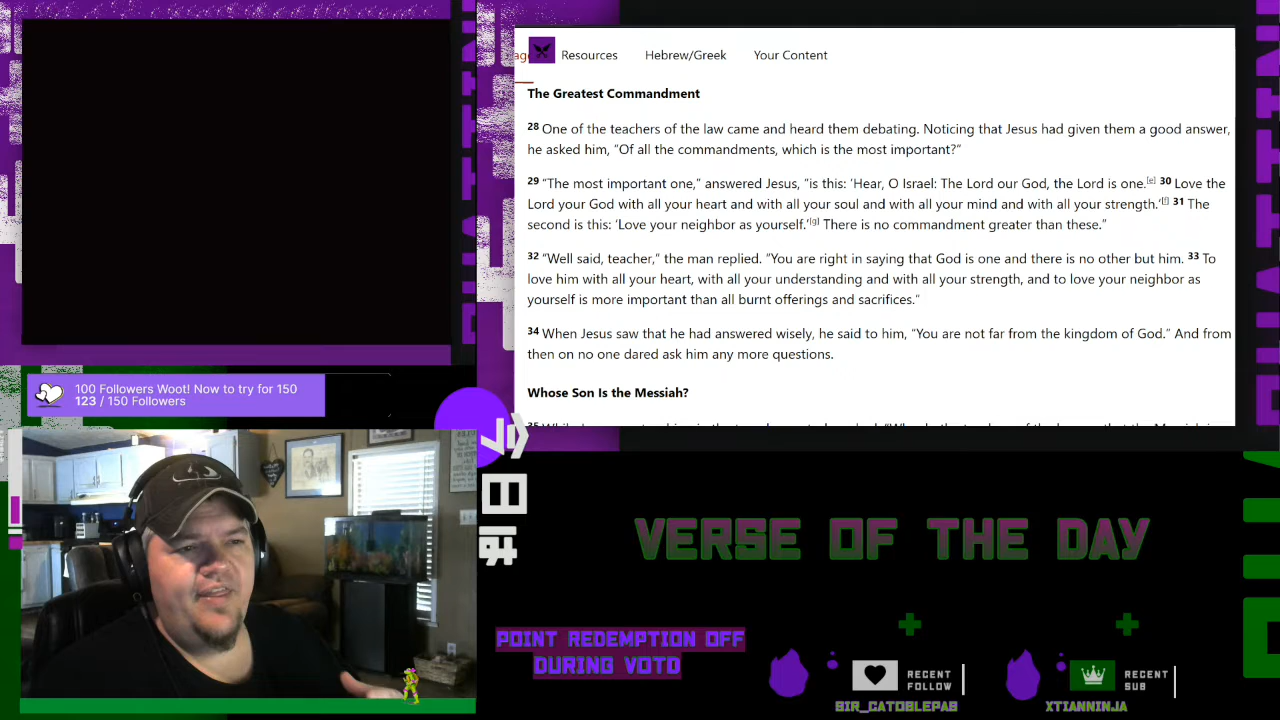 Resources Hebrew/Greek Your Content
The Greatest Commandment
28 One of the teachers of the law came and heard them debating. Noticing that Jesus had given them a good answer,
he asked him, “Of all the commandments, which is the most important?”
29 “The most important one,” answered Jesus, “is this: ‘Hear, O Israel: The Lord our God, the Lord is one.[e] 30 Love the
Lord your God with all your heart and with all your soul and with all your mind and with all your strength.’[f] 31 The
second is this: ‘Love your neighbor as yourself.’[g] There is no commandment greater than these.”
32 “Well said, teacher,” the man replied. “You are right in saying that God is one and there is no other but him. 33 To
love him with all your heart, with all your understanding and with all your strength, and to love your neighbor as
yourself is more important than all burnt offerings and sacrifices.”
34 When Jesus saw that he had answered wisely, he said to him, “You are not far from the kingdom of God.” And from
then on no one dared ask him any more questions.
Whose Son Is the Messiah?
100 Followers Woot! Now to try for 150
123 / 150 Followers
VERSE OF THE DAY
POINT REDEMPTION OFF
DURING VOTD
RECENT
FOLLOW
SIR_CATOBLEPAS
RECENT
SUB
XTIANNINJA